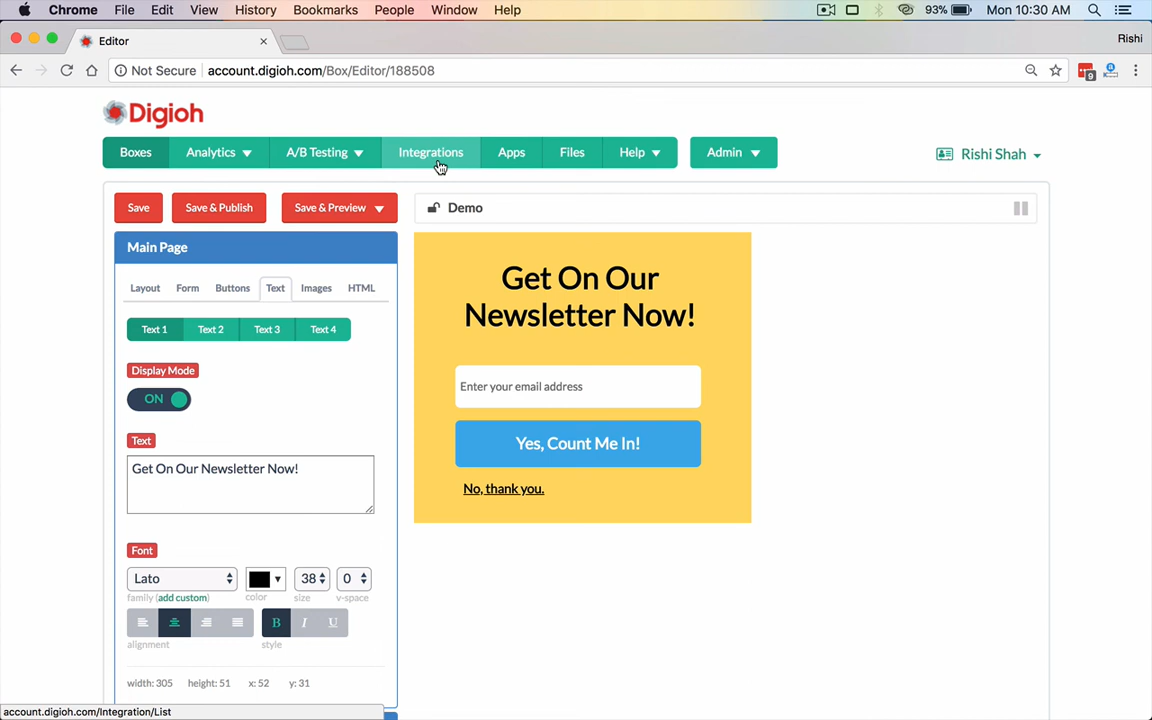 Chrome File Edit View History Bookmarks People Window Help 93% Mon 10:30 AM
Editor
Rishi
Not Secure account.digioh.com/Box/Editor/188508
9
Digioh
Boxes Analytics A/B Testing Integrations Apps Files Help Admin Rishi Shah
Save Save & Publish Save & Preview Demo
Main Page
Layout Form Buttons Text Images HTML
Text 1 Text 2 Text 3 Text 4
Display Mode
ON
Text
Get On Our Newsletter Now!
Font
Lato 38 0
family (add custom) color size v-space
B I U
alignment style
width: 305 height: 51 x: 52 y: 31
Get On Our
Newsletter Now!
Enter your email address
Yes, Count Me In!
No, thank you.
account.digioh.com/Integration/List